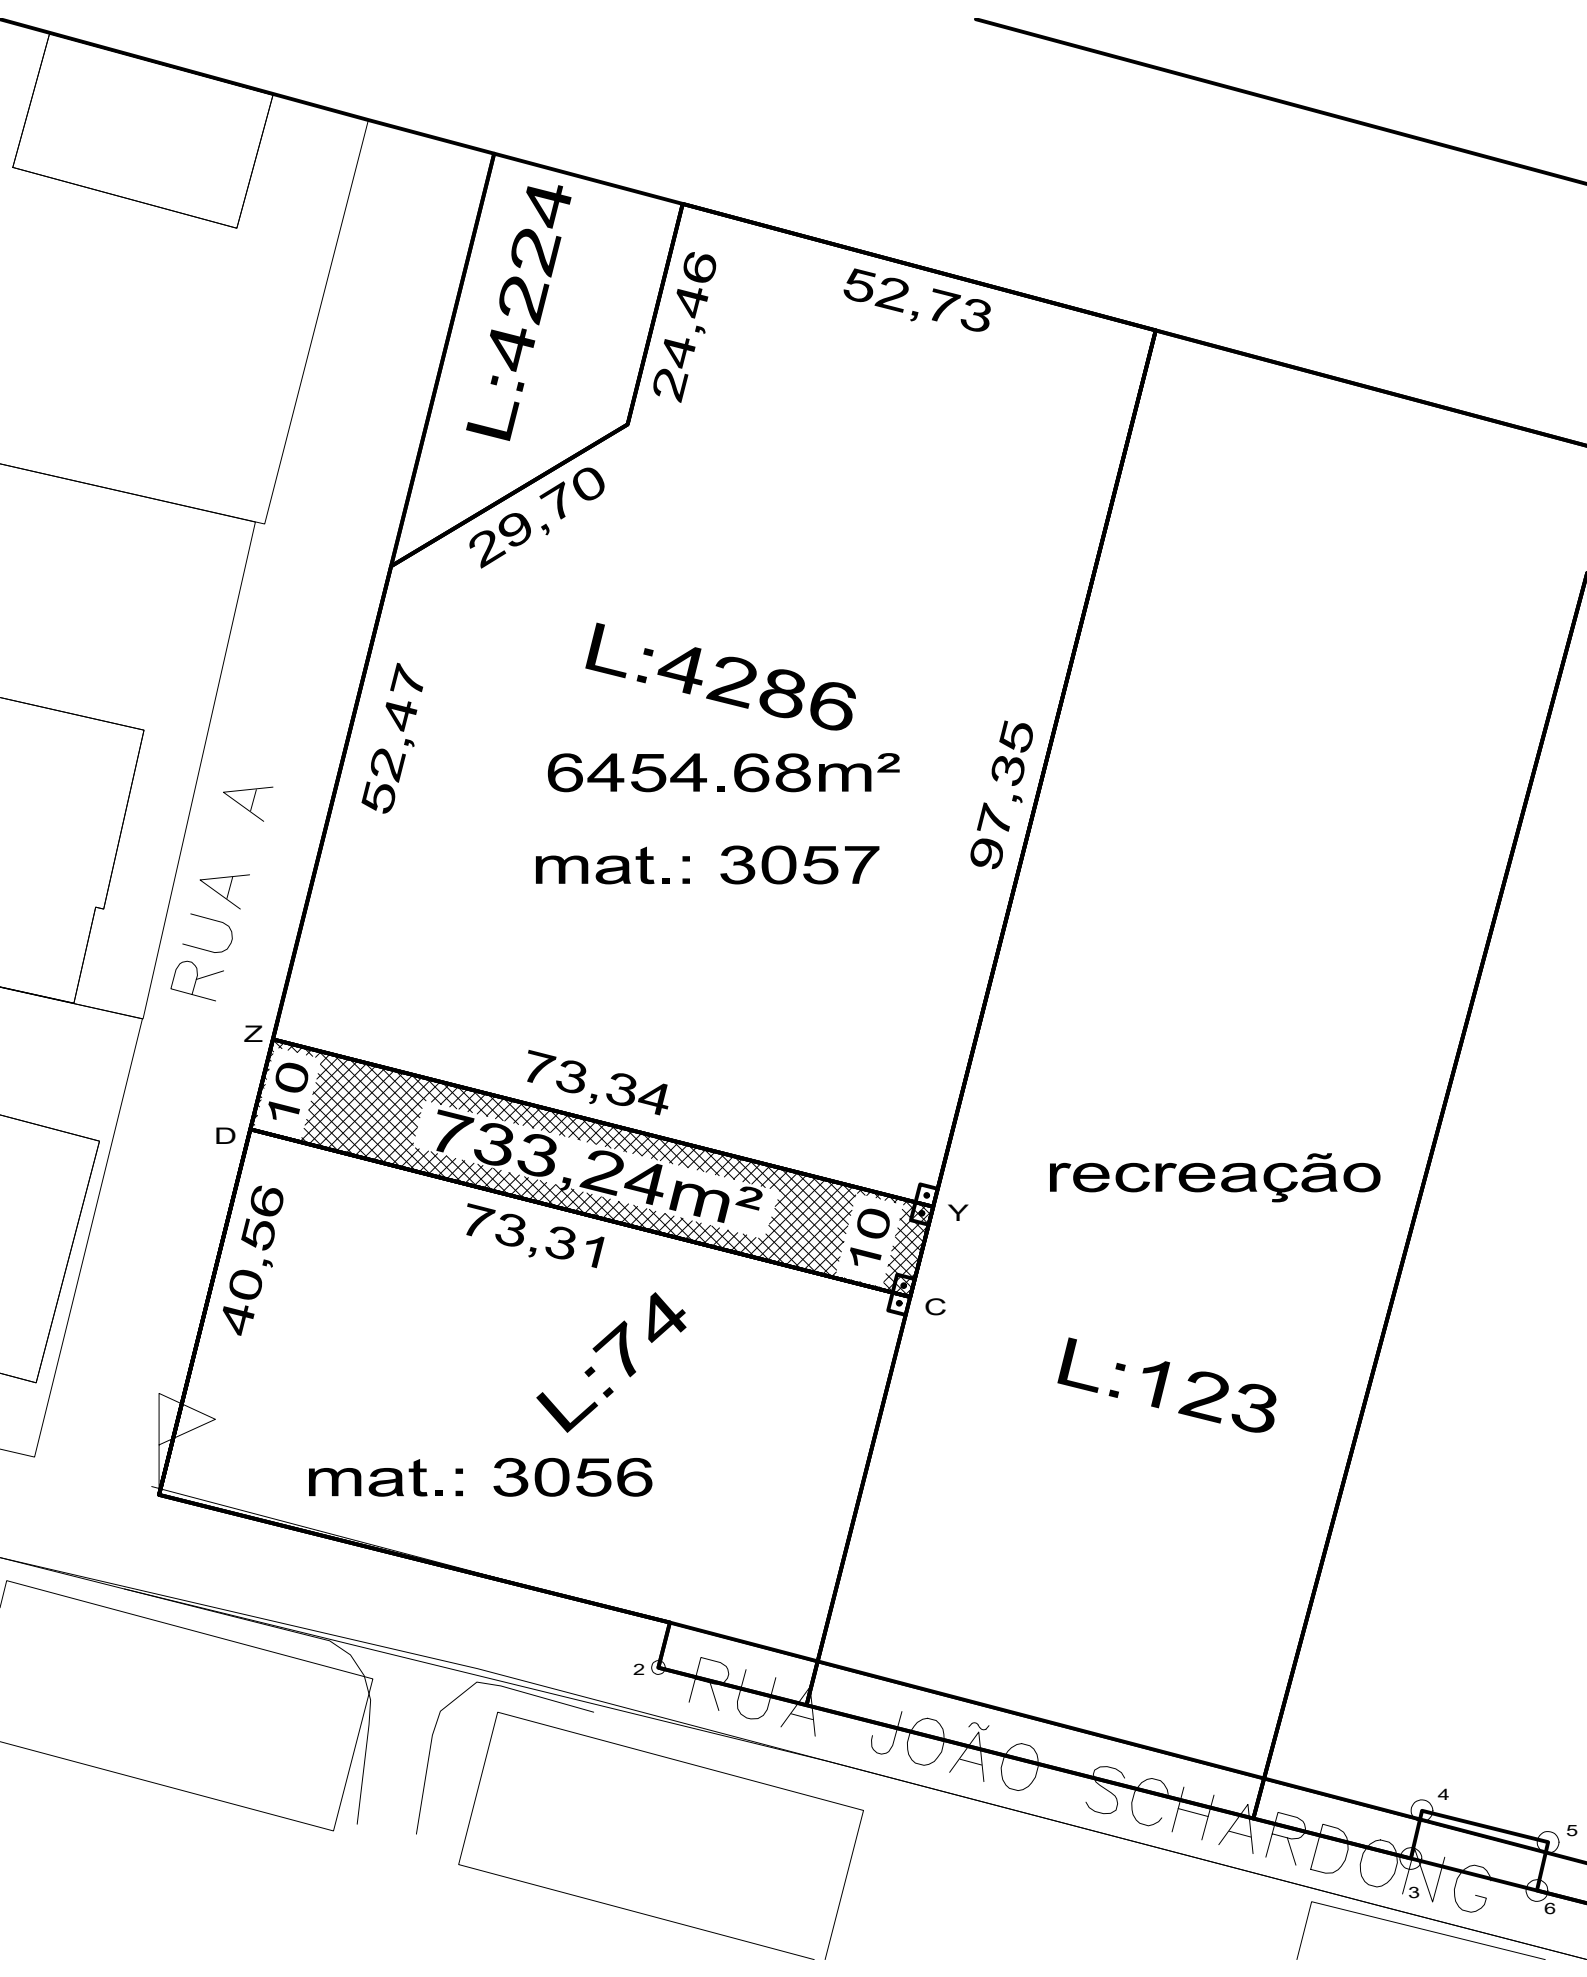 L:4224
24,46
52,73
29,70
L:4286
6454.68m²
mat.: 3057
52,47
97,35
RUA A
Z
10
73,34
733,24m²
D
73,31
10
Y
C
40,56
recreação
L:74
L:123
mat.: 3056
2
RUA JOÃO SCHARDONG
4
5
3
6